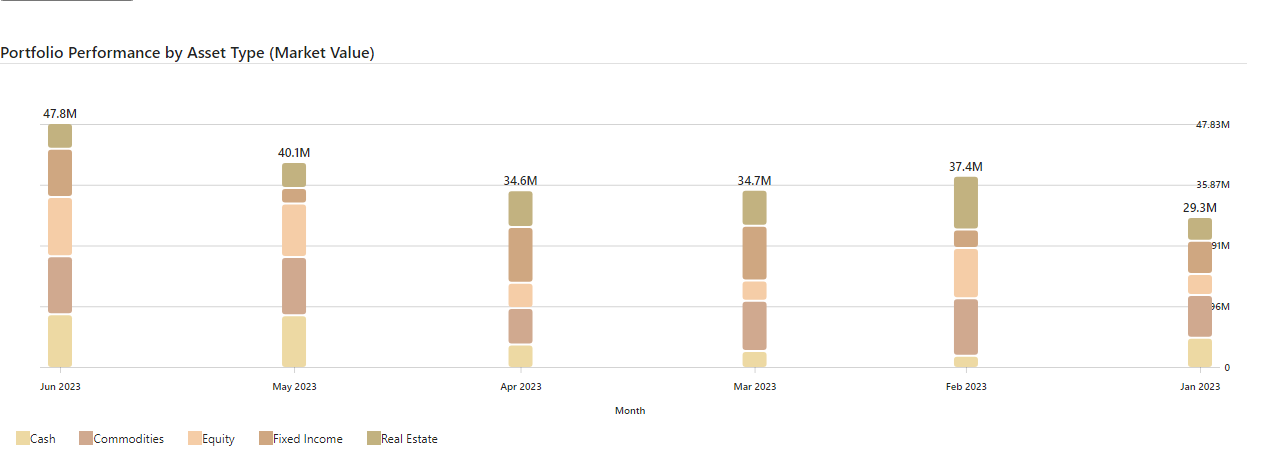 Portfolio Performance by Asset Type (Market Value)
47.8M
40.1M
34.6M
34.7M
37.4M
29.3M
47.83M
35.87M
0
Jun 2023
May 2023
Apr 2023
Mar 2023
Feb 2023
Jan 2023
Month
Cash
Commodities
Equity
Fixed Income
Real Estate